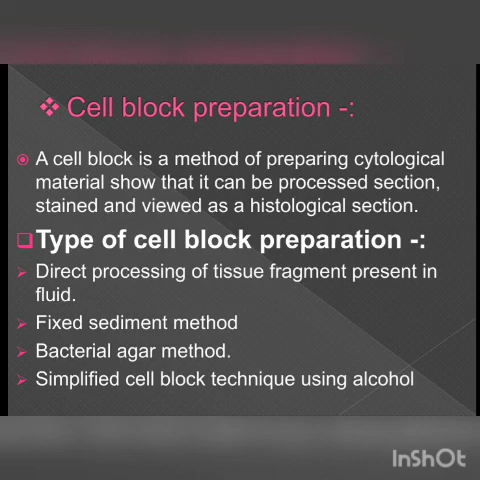 ❖ Cell block preparation -:
A cell block is a method of preparing cytological
material show that it can be processed section,
stained and viewed as a histological section.
Type of cell block preparation -:
Direct processing of tissue fragment present in
fluid.
Fixed sediment method
Bacterial agar method.
Simplified cell block technique using alcohol
InShOt